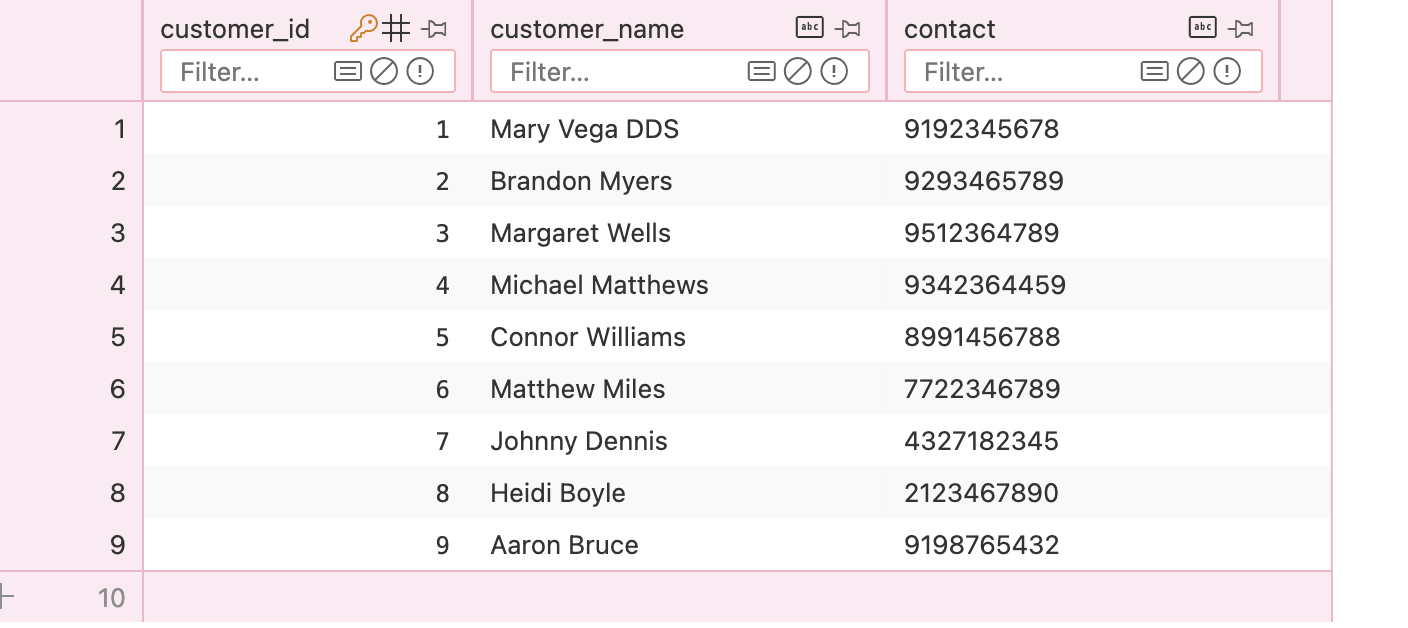 customer_id customer_name abc contact abc
Filter... Filter... Filter...
1 1 Mary Vega DDS 9192345678
2 2 Brandon Myers 9293465789
3 3 Margaret Wells 9512364789
4 4 Michael Matthews 9342364459
5 5 Connor Williams 8991456788
6 6 Matthew Miles 7722346789
7 7 Johnny Dennis 4327182345
8 8 Heidi Boyle 2123467890
9 9 Aaron Bruce 9198765432
10